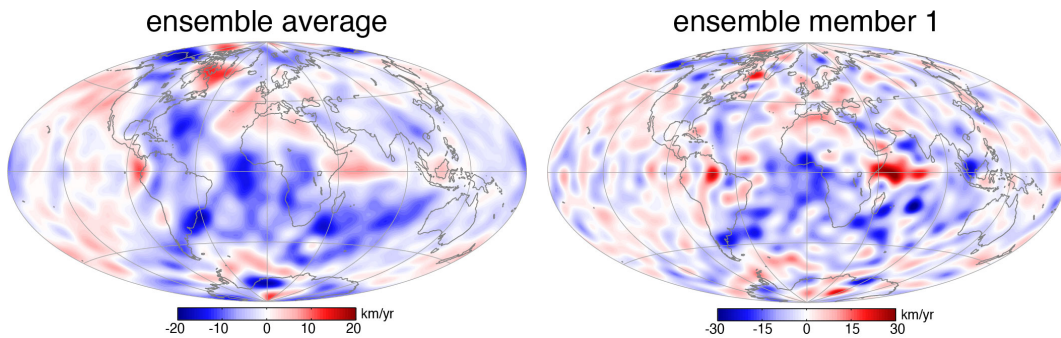 ensemble average
-20 -10 0 10 20 km/yr
ensemble member 1
-30 -15 0 15 30 km/yr